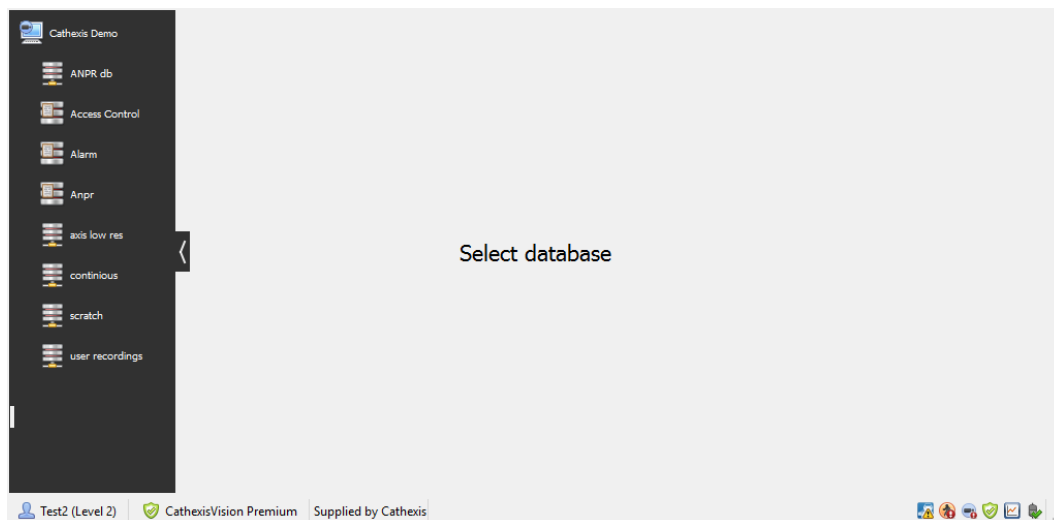 Cathexis Demo
ANPR db
Access Control
Alarm
Anpr
axis low res
continious
scratch
user recordings
Select database
Test2 (Level 2) CathexisVision Premium Supplied by Cathexis